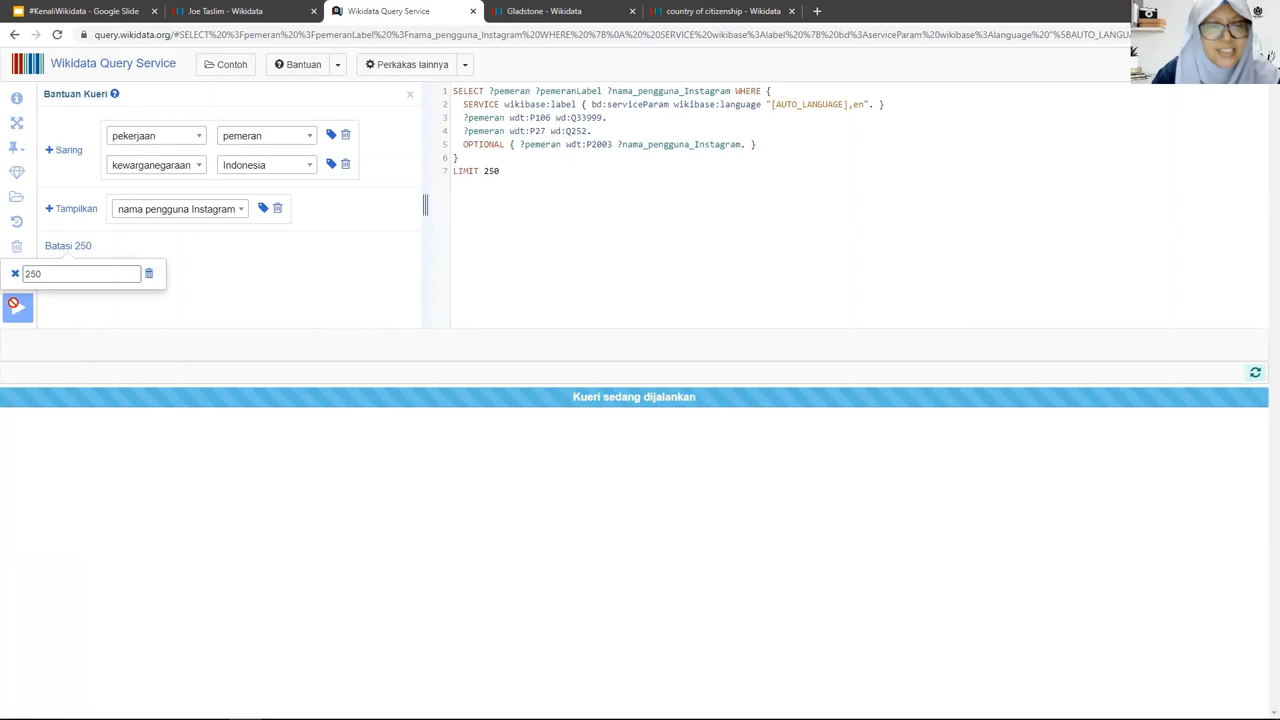 #KenaliWikidata - Google Slide
Joe Taslim - Wikidata
Wikidata Query Service
Gladstone - Wikidata
country of citizenship - Wikidata
query.wikidata.org/#SELECT%20%3Fpemeran%20%3FpemeranLabel%20%3Fnama_pengguna_Instagram%20WHERE%20%7B%0A%20%20SERVICE%20wikibase%3Alabel%20%7B%20bd%3AserviceParam%20wikibase%3Alanguage%20"%5BAUTO_LANGUA
Wikidata Query Service
Contoh
Bantuan
Perkakas lainnya
Bantuan Kueri
Saring
pekerjaan
pemeran
kewarganegaraan
Indonesia
Tampilkan
nama pengguna Instagram
Batasi 250
250
1 SELECT ?pemeran ?pemeranLabel ?nama_pengguna_Instagram WHERE {
2 SERVICE wikibase:label { bd:serviceParam wikibase:language "[AUTO_LANGUAGE],en". }
3 ?pemeran wdt:P106 wd:Q33999.
4 ?pemeran wdt:P27 wd:Q252.
5 OPTIONAL { ?pemeran wdt:P2003 ?nama_pengguna_Instagram. }
6 }
7 LIMIT 250
Kueri sedang dijalankan